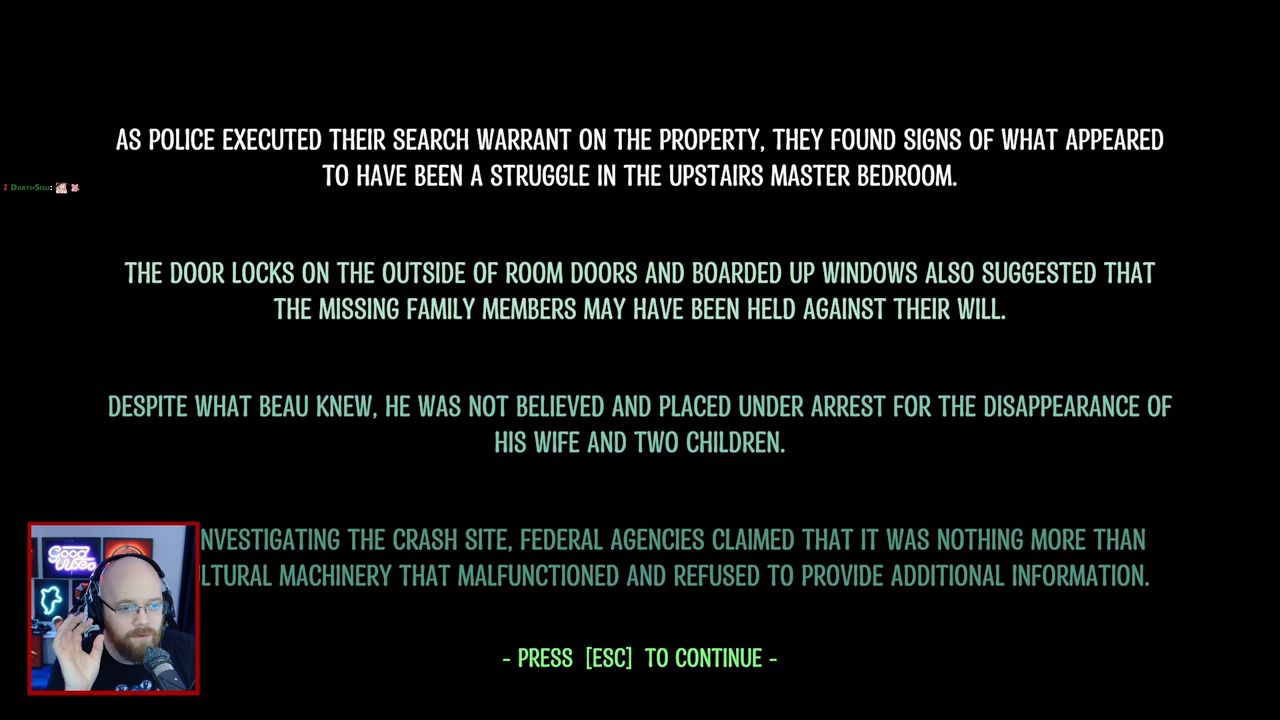 AS POLICE EXECUTED THEIR SEARCH WARRANT ON THE PROPERTY, THEY FOUND SIGNS OF WHAT APPEARED
TO HAVE BEEN A STRUGGLE IN THE UPSTAIRS MASTER BEDROOM.
DARTHSISU:
THE DOOR LOCKS ON THE OUTSIDE OF ROOM DOORS AND BOARDED UP WINDOWS ALSO SUGGESTED THAT
THE MISSING FAMILY MEMBERS MAY HAVE BEEN HELD AGAINST THEIR WILL.
DESPITE WHAT BEAU KNEW, HE WAS NOT BELIEVED AND PLACED UNDER ARREST FOR THE DISAPPEARANCE OF
HIS WIFE AND TWO CHILDREN.
NVESTIGATING THE CRASH SITE, FEDERAL AGENCIES CLAIMED THAT IT WAS NOTHING MORE THAN
LTURAL MACHINERY THAT MALFUNCTIONED AND REFUSED TO PROVIDE ADDITIONAL INFORMATION.
Good
- PRESS [ESC] TO CONTINUE -